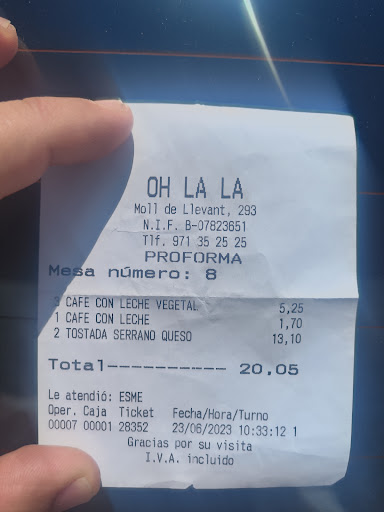 OH LA LA
Moll de Llevant, 293
N.I.F. B-07823651
Tlf. 971 35 25 25
PROFORMA
Mesa número: 8
3 CAFE CON LECHE VEGETAL 5,25
1 CAFE CON LECHE 1,70
2 TOSTADA SERRANO QUESO 13,10
Total---------- 20,05
Le atendió: ESME
Oper. Caja Ticket Fecha/Hora/Turno
00007 00001 28352 23/06/2023 10:33:12 1
Gracias por su visita
I.V.A. incluido